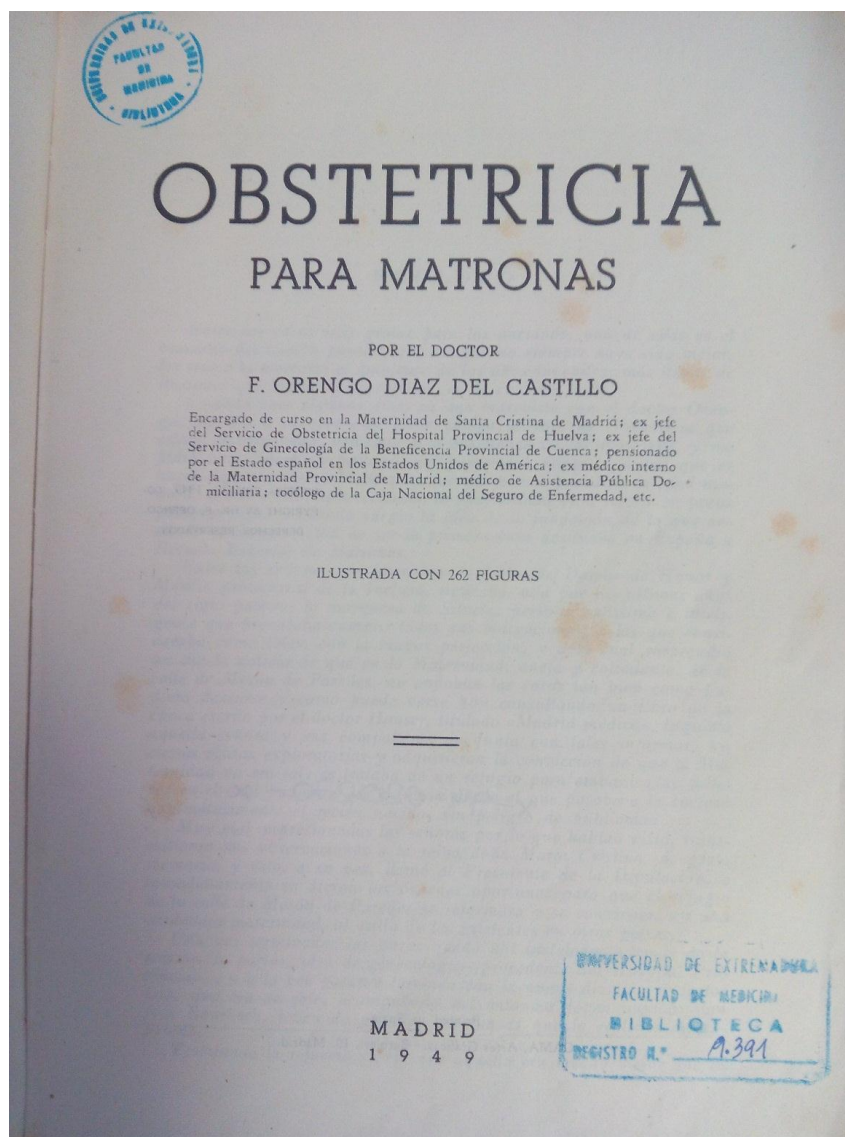 UNIVERSIDAD DE EXTREMADURA
FACULTAD
DE
MEDICINA
BIBLIOTECA
OBSTETRICIA
PARA MATRONAS
POR EL DOCTOR
F. ORENGO DIAZ DEL CASTILLO
Encargado de curso en la Maternidad de Santa Cristina de Madrid; ex jefe
del Servicio de Obstetricia del Hospital Provincial de Huelva; ex jefe del
Servicio de Ginecología de la Beneficencia Provincial de Cuenca; pensionado
por el Estado español en los Estados Unidos de América; ex médico interno
de la Maternidad Provincial de Madrid; médico de Asistencia Pública Do-
miciliaria; tocólogo de la Caja Nacional del Seguro de Enfermedad, etc.
ILUSTRADA CON 262 FIGURAS
MADRID
1949
UNIVERSIDAD DE EXTREMADURA
FACULTAD DE MEDICINA
BIBLIOTECA
REGISTRO N.º 19.391